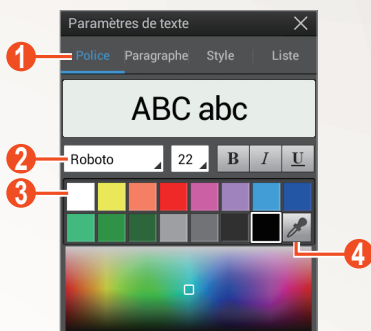 Paramètres de texte
1
Police Paragraphe Style Liste
ABC abc
2
Roboto 22 B I U
3
4